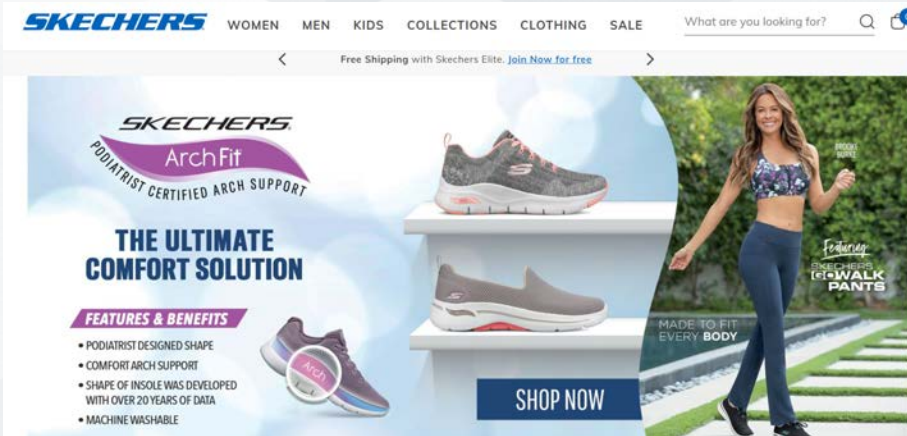 SKECHERS
WOMEN MEN KIDS COLLECTIONS CLOTHING SALE
What are you looking for?
Free Shipping with Skechers Elite. Join Now for free
SKECHERS
Arch Fit
PODIATRIST CERTIFIED ARCH SUPPORT
THE ULTIMATE
COMFORT SOLUTION
FEATURES & BENEFITS
• PODIATRIST DESIGNED SHAPE
• COMFORT ARCH SUPPORT
• SHAPE OF INSOLE WAS DEVELOPED
WITH OVER 20 YEARS OF DATA
• MACHINE WASHABLE
Arch
SHOP NOW
BROOKE
BURKE
Featuring
SKECHERS
GOWALK
PANTS
MADE TO FIT
EVERY BODY